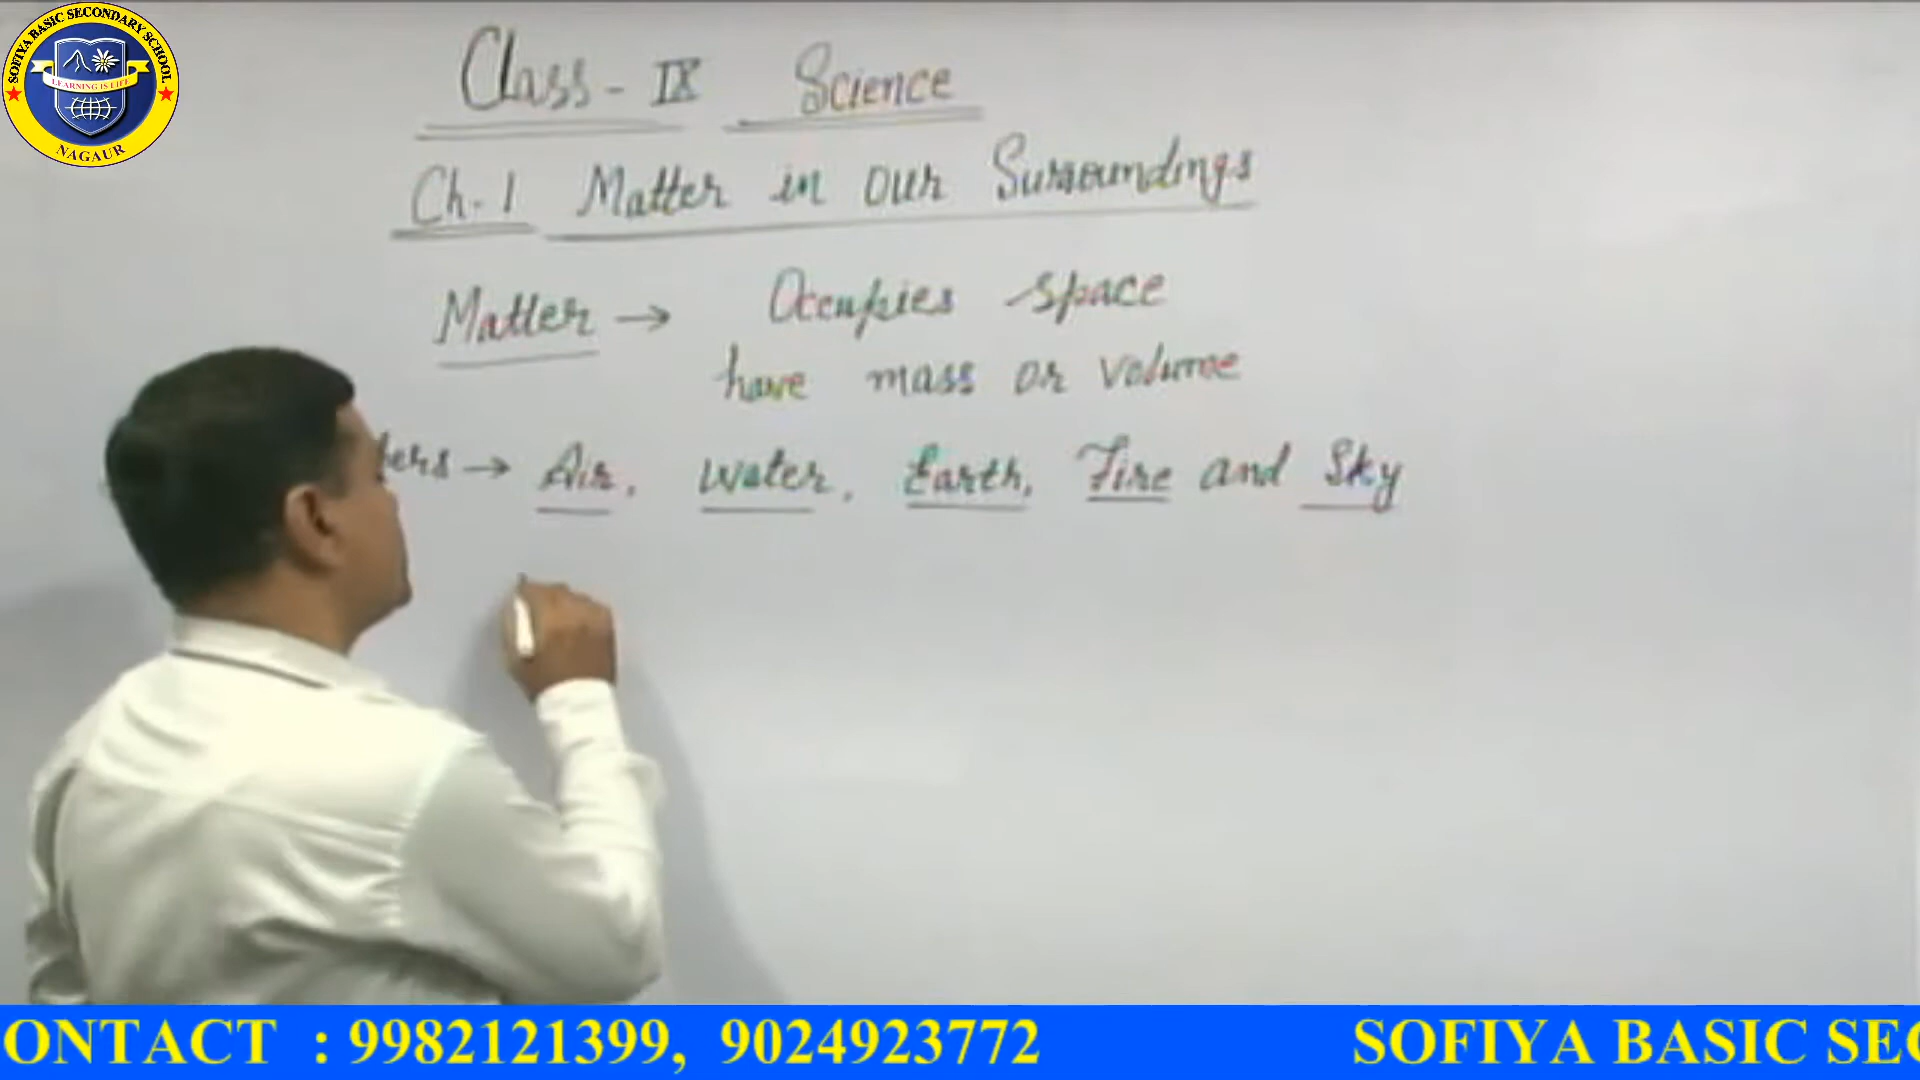 SOFIYA BASIC SECONDARY SCHOOL
LEARNING IS LIFE
NAGAUR
Class - IX Science
Ch.1 Matter in our Surroundings
Matter → Occupies space
have mass or volume
ters → Air, Water, Earth, Fire and Sky
ONTACT : 9982121399, 9024923772 SOFIYA BASIC SEC